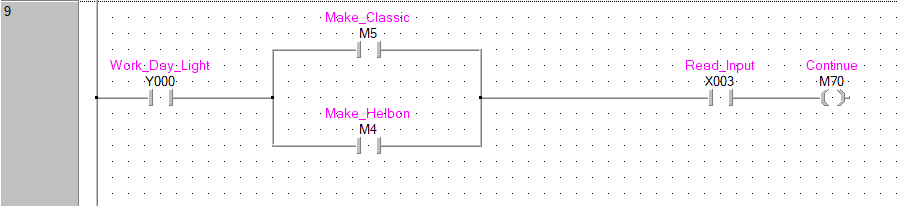 9
Make_Classic
M5
Work_Day_Light
Y000
Read_Input
X003
Continue
M70
Make_Helbon
M4